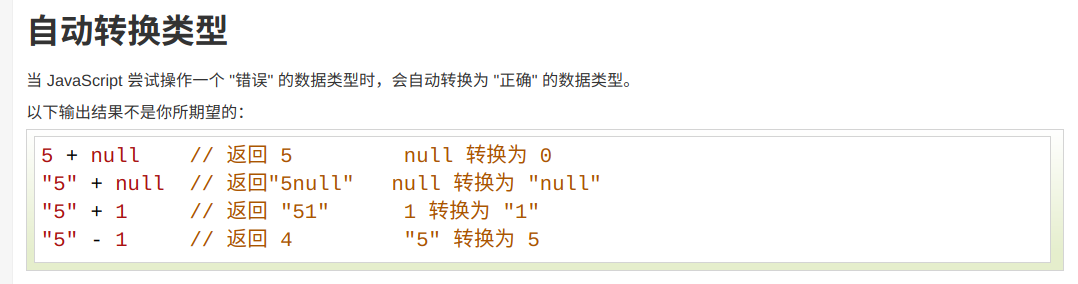 自动转换类型
当 JavaScript 尝试操作一个 "错误" 的数据类型时，会自动转换为 "正确" 的数据类型。
以下输出结果不是你所期望的：
5 + null    // 返回 5         null 转换为 0
"5" + null  // 返回"5null"   null 转换为 "null"
"5" + 1     // 返回 "51"      1 转换为 "1"
"5" - 1     // 返回 4         "5" 转换为 5